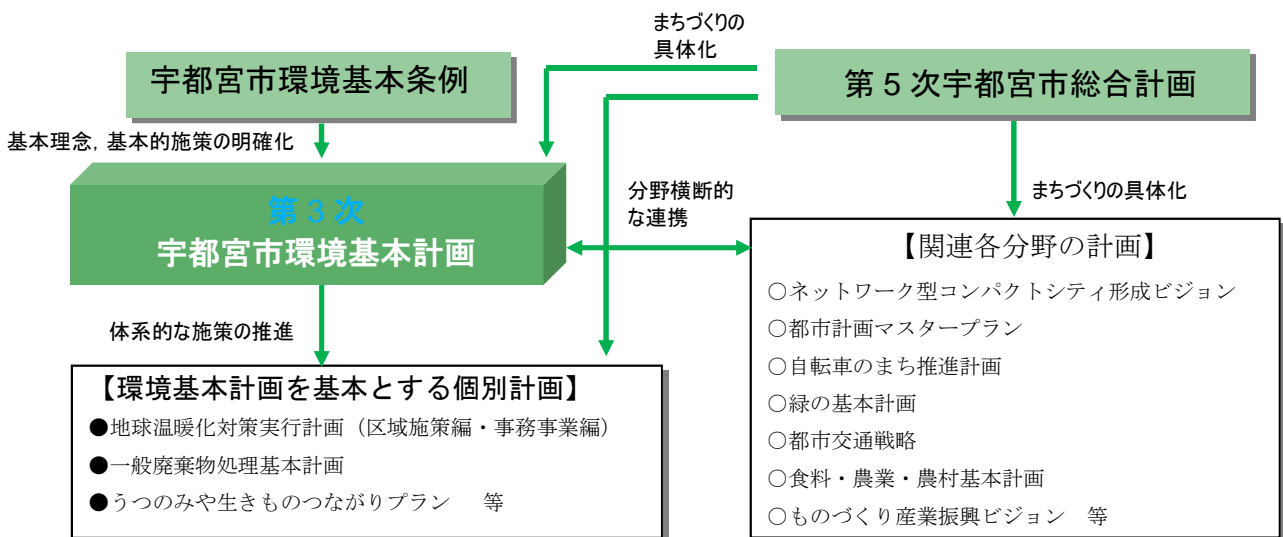 まちづくりの
具体化
宇都宮市環境基本条例
第5次宇都宮市総合計画
基本理念，基本的施策の明確化
第3次
宇都宮市環境基本計画
分野横断的
な連携
まちづくりの具体化
【関連各分野の計画】
○ネットワーク型コンパクトシティ形成ビジョン
○都市計画マスタープラン
○自転車のまち推進計画
○緑の基本計画
○都市交通戦略
○食料・農業・農村基本計画
○ものづくり産業振興ビジョン　等
体系的な施策の推進
【環境基本計画を基本とする個別計画】
●地球温暖化対策実行計画（区域施策編・事務事業編）
●一般廃棄物処理基本計画
●うつのみや生きものつながりプラン　　等